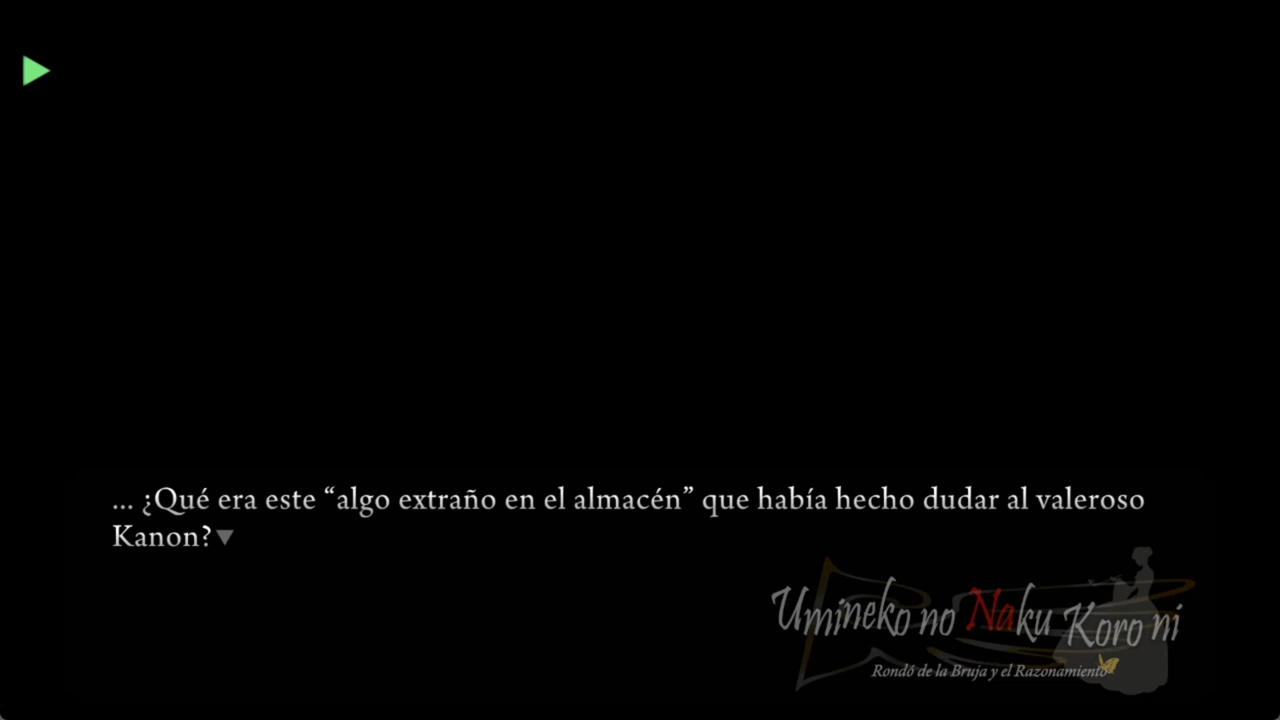 ... ¿Qué era este “algo extraño en el almacén” que había hecho dudar al valeroso
Kanon?
Umineko no Naku Koro ni
Rondó de la Bruja y el Razonamiento